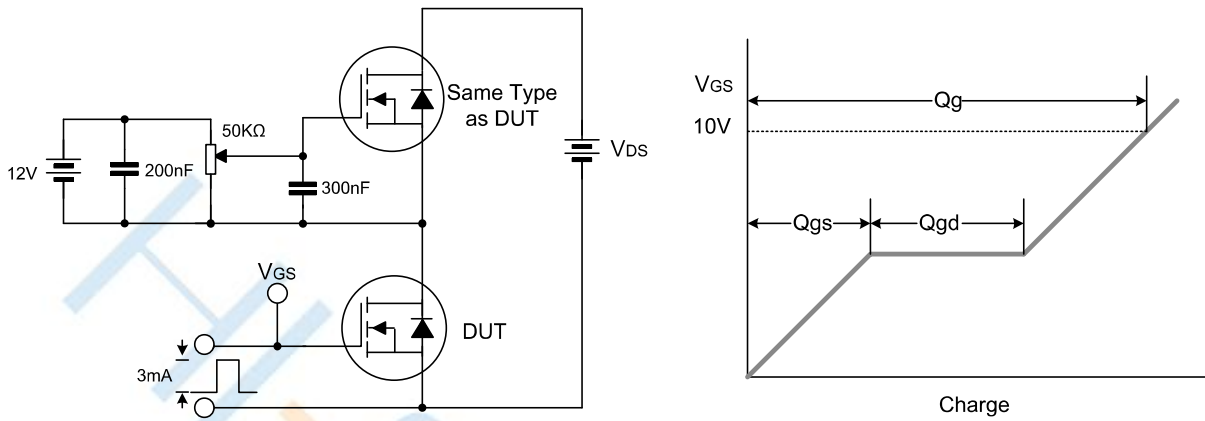 Same Type
as DUT
50KΩ
12V
200nF
300nF
VDS
VGS
DUT
3mA
VGS
10V
Qg
Qgs
Qgd
Charge